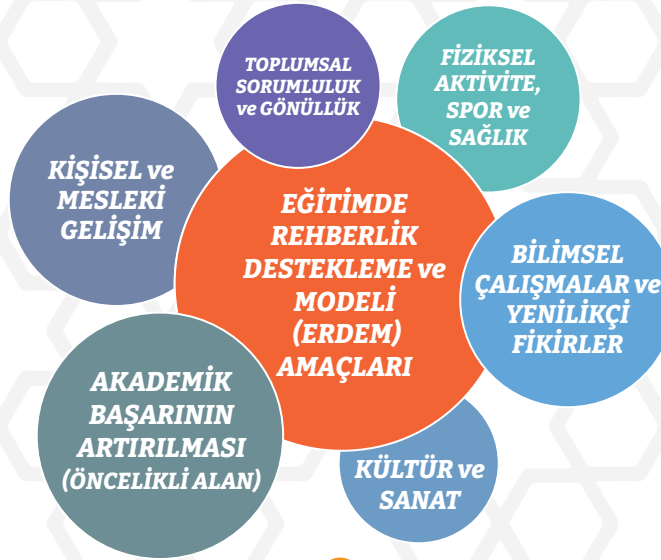 TOPLUMSAL
SORUMLULUK
ve GÖNÜLLÜK
FİZİKSEL
AKTİVİTE,
SPOR ve
SAĞLIK
KİŞİSEL ve
MESLEKİ
GELİŞİM
EĞİTİMDE
REHBERLİK
DESTEKLEME ve
MODELİ
(ERDEM)
AMAÇLARI
BİLİMSEL
ÇALIŞMALAR ve
YENİLİKÇİ
FİKİRLER
AKADEMİK
BAŞARININ
ARTIRILMASI
(ÖNCELİKLİ ALAN)
KÜLTÜR ve
SANAT